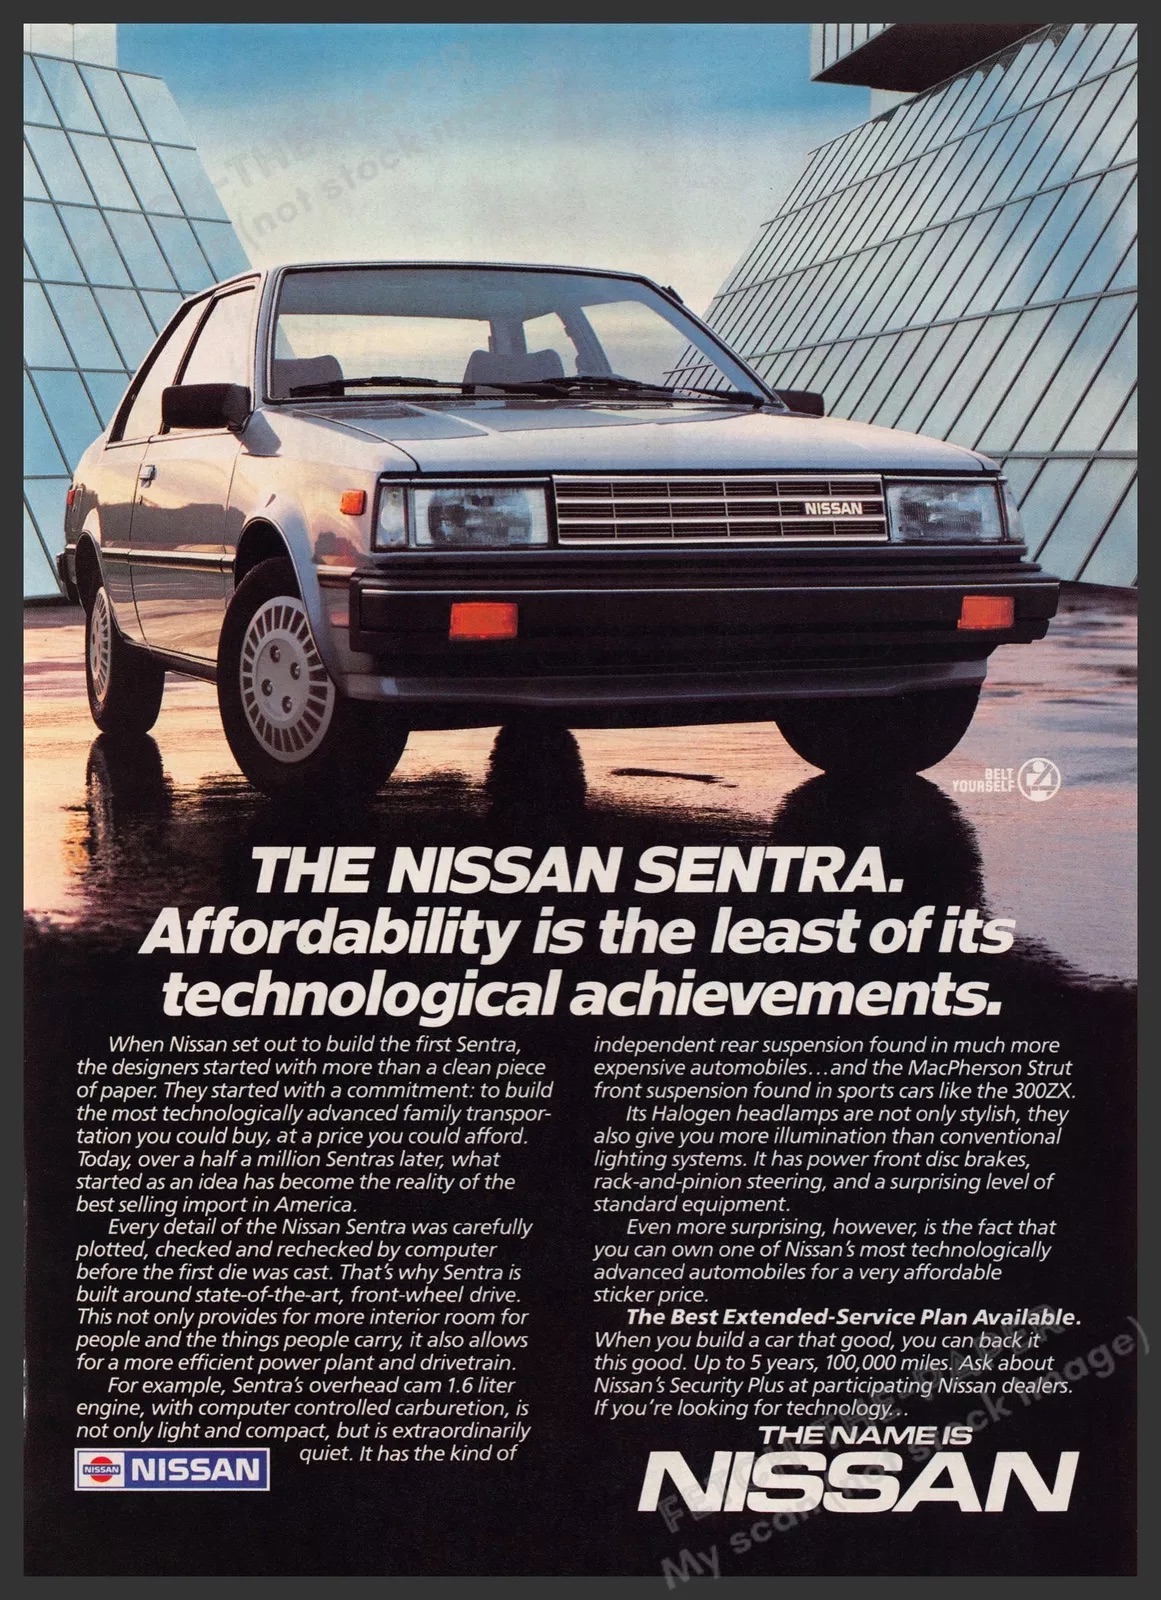 NISSAN
BELT
YOURSELF
THE NISSAN SENTRA.
Affordability is the least of its
technological achievements.
When Nissan set out to build the first Sentra,
the designers started with more than a clean piece
of paper. They started with a commitment: to build
the most technologically advanced family transpor-
tation you could buy, at a price you could afford.
Today, over a half a million Sentras later, what
started as an idea has become the reality of the
best selling import in America.
Every detail of the Nissan Sentra was carefully
plotted, checked and rechecked by computer
before the first die was cast. That's why Sentra is
built around state-of-the-art, front-wheel drive.
This not only provides for more interior room for
people and the things people carry, it also allows
for a more efficient power plant and drivetrain.
For example, Sentra's overhead cam 1.6 liter
engine, with computer controlled carburetion, is
not only light and compact, but is extraordinarily
quiet. It has the kind of
NISSAN NISSAN
independent rear suspension found in much more
expensive automobiles...and the MacPherson Strut
front suspension found in sports cars like the 300ZX.
Its Halogen headlamps are not only stylish, they
also give you more illumination than conventional
lighting systems. It has power front disc brakes,
rack-and-pinion steering, and a surprising level of
standard equipment.
Even more surprising, however, is the fact that
you can own one of Nissan's most technologically
advanced automobiles for a very affordable
sticker price.
The Best Extended-Service Plan Available.
When you build a car that good, you can back it
this good. Up to 5 years, 100,000 miles. Ask about
Nissan's Security Plus at participating Nissan dealers.
If you're looking for technology...
THE NAME IS
NISSAN
FETCH-THE-PAPER
My scan (not stock image)